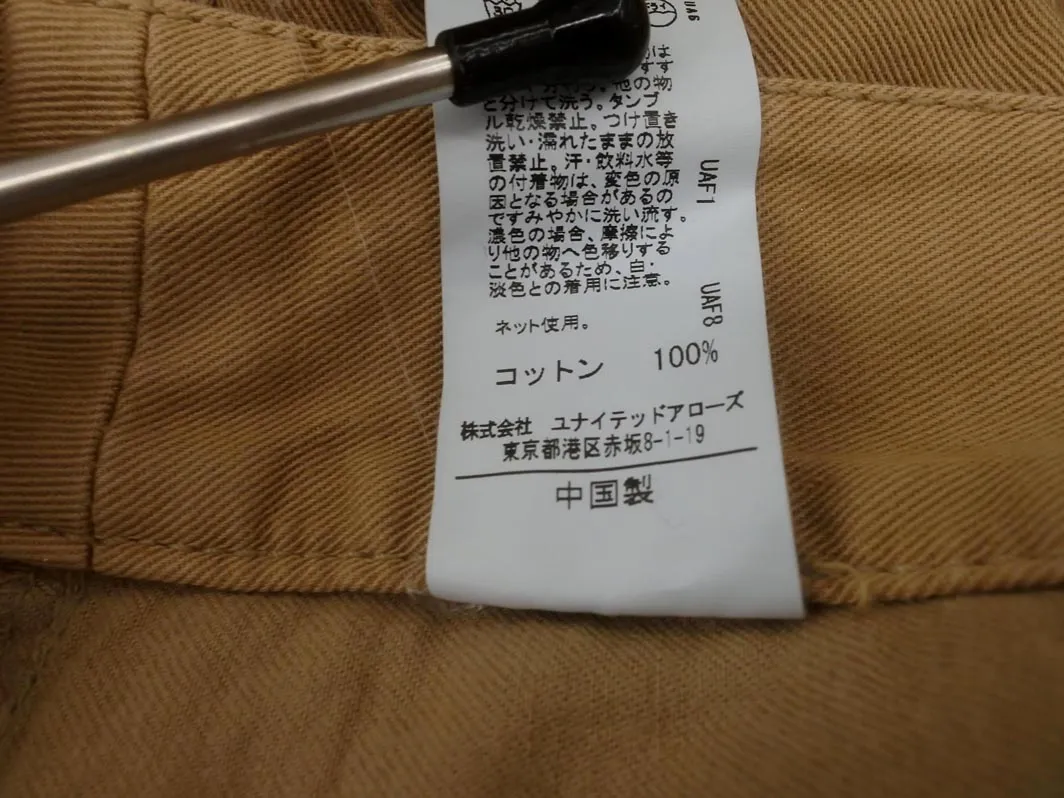 UA6
は
すす
他の物
と分けて洗う。タンブ
ル乾燥禁止。つけ置き
洗い・濡れたままの放
置禁止。汗・飲料水等
の付着物は、変色の原
因となる場合があるの
ですみやかに洗い流す。
濃色の場合、摩擦によ
り他の物へ色移りする
ことがあるため、白・
淡色との着用に注意。
UAF1
UAF8
ネット使用。
コットン 100%
株式会社 ユナイテッドアローズ
東京都港区赤坂8-1-19
中国製